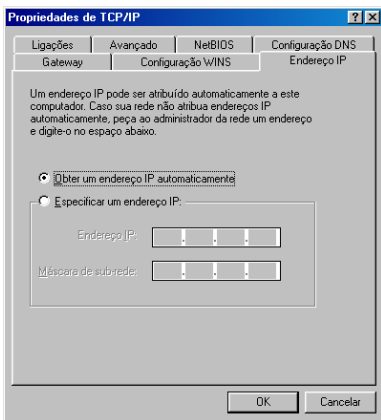 Propriedades de TCP/IP
Ligações Avançado NetBIOS Configuração DNS
Gateway Configuração WINS Endereço IP
Um endereço IP pode ser atribuído automaticamente a este
computador. Caso sua rede não atribua endereços IP
automaticamente, peça ao administrador da rede um endereço
e digite-o no espaço abaixo.
Obter um endereço IP automaticamente
Especificar um endereço IP:
Endereço IP:
Máscara de sub-rede:
OK Cancelar